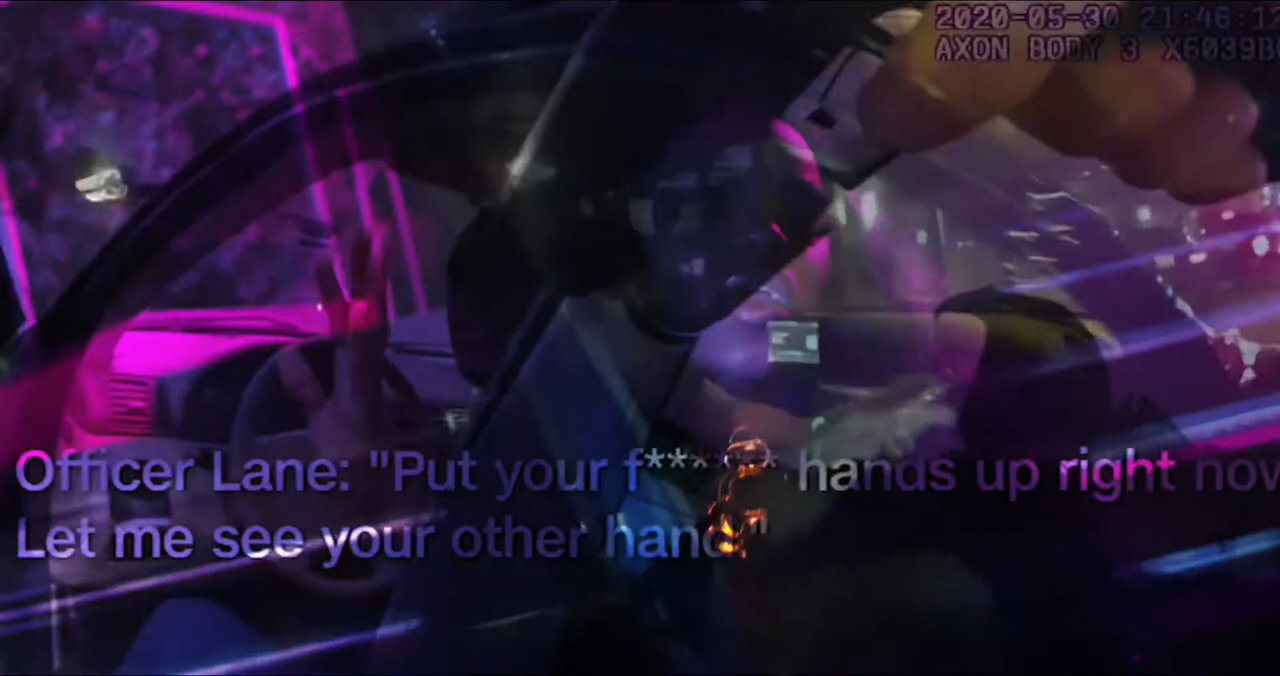 2020-05-30 21:46:12
AXON BODY 3 X6039B
Officer Lane: "Put your f****** hands up right now
Let me see your other hand"